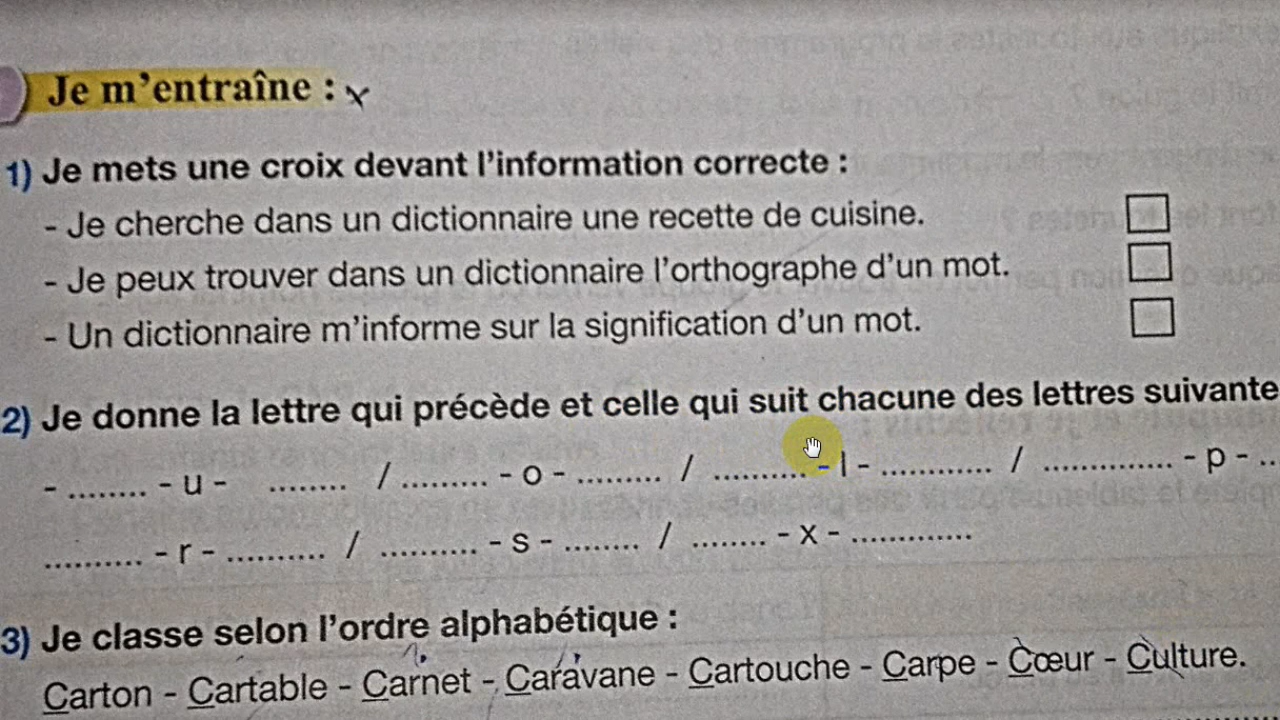 Je m'entraîne : x
1) Je mets une croix devant l'information correcte :
- Je cherche dans un dictionnaire une recette de cuisine.
- Je peux trouver dans un dictionnaire l'orthographe d'un mot.
- Un dictionnaire m'informe sur la signification d'un mot.
2) Je donne la lettre qui précède et celle qui suit chacune des lettres suivante
- ........ - u - ........ / ......... - o - ......... / .......... - l - ............ / .............. - p - ..
.......... - r - .......... / .......... - s - ........ / ........ - x - .............
3) Je classe selon l'ordre alphabétique :
Carton - Cartable - Carnet - Caravane - Cartouche - Carpe - Cœur - Culture.